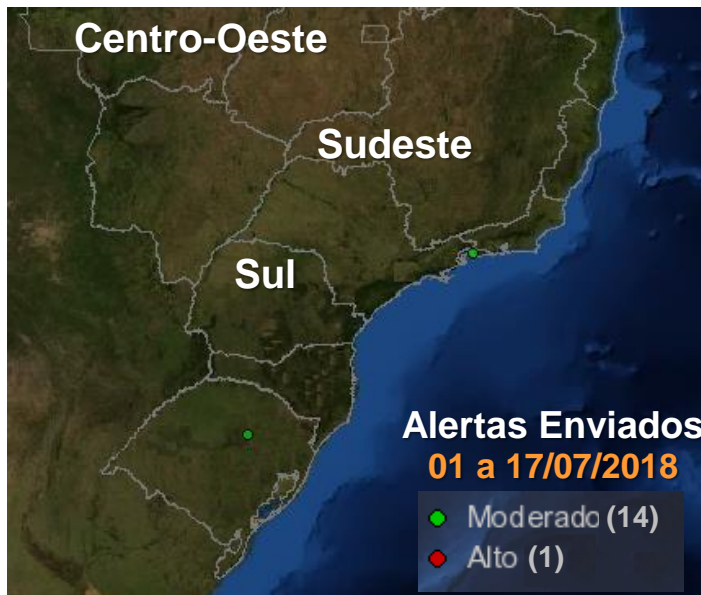 Centro-Oeste
Sudeste
Sul
Alertas Enviados
01 a 17/07/2018
Moderado (14)
Alto (1)